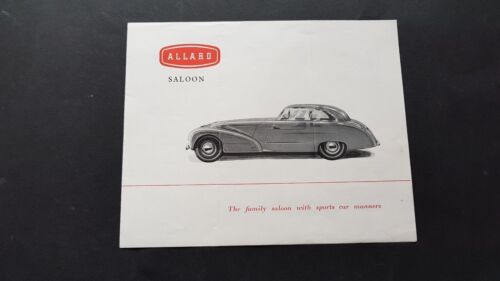 ALLARD
SALOON
The family saloon with sports car manners